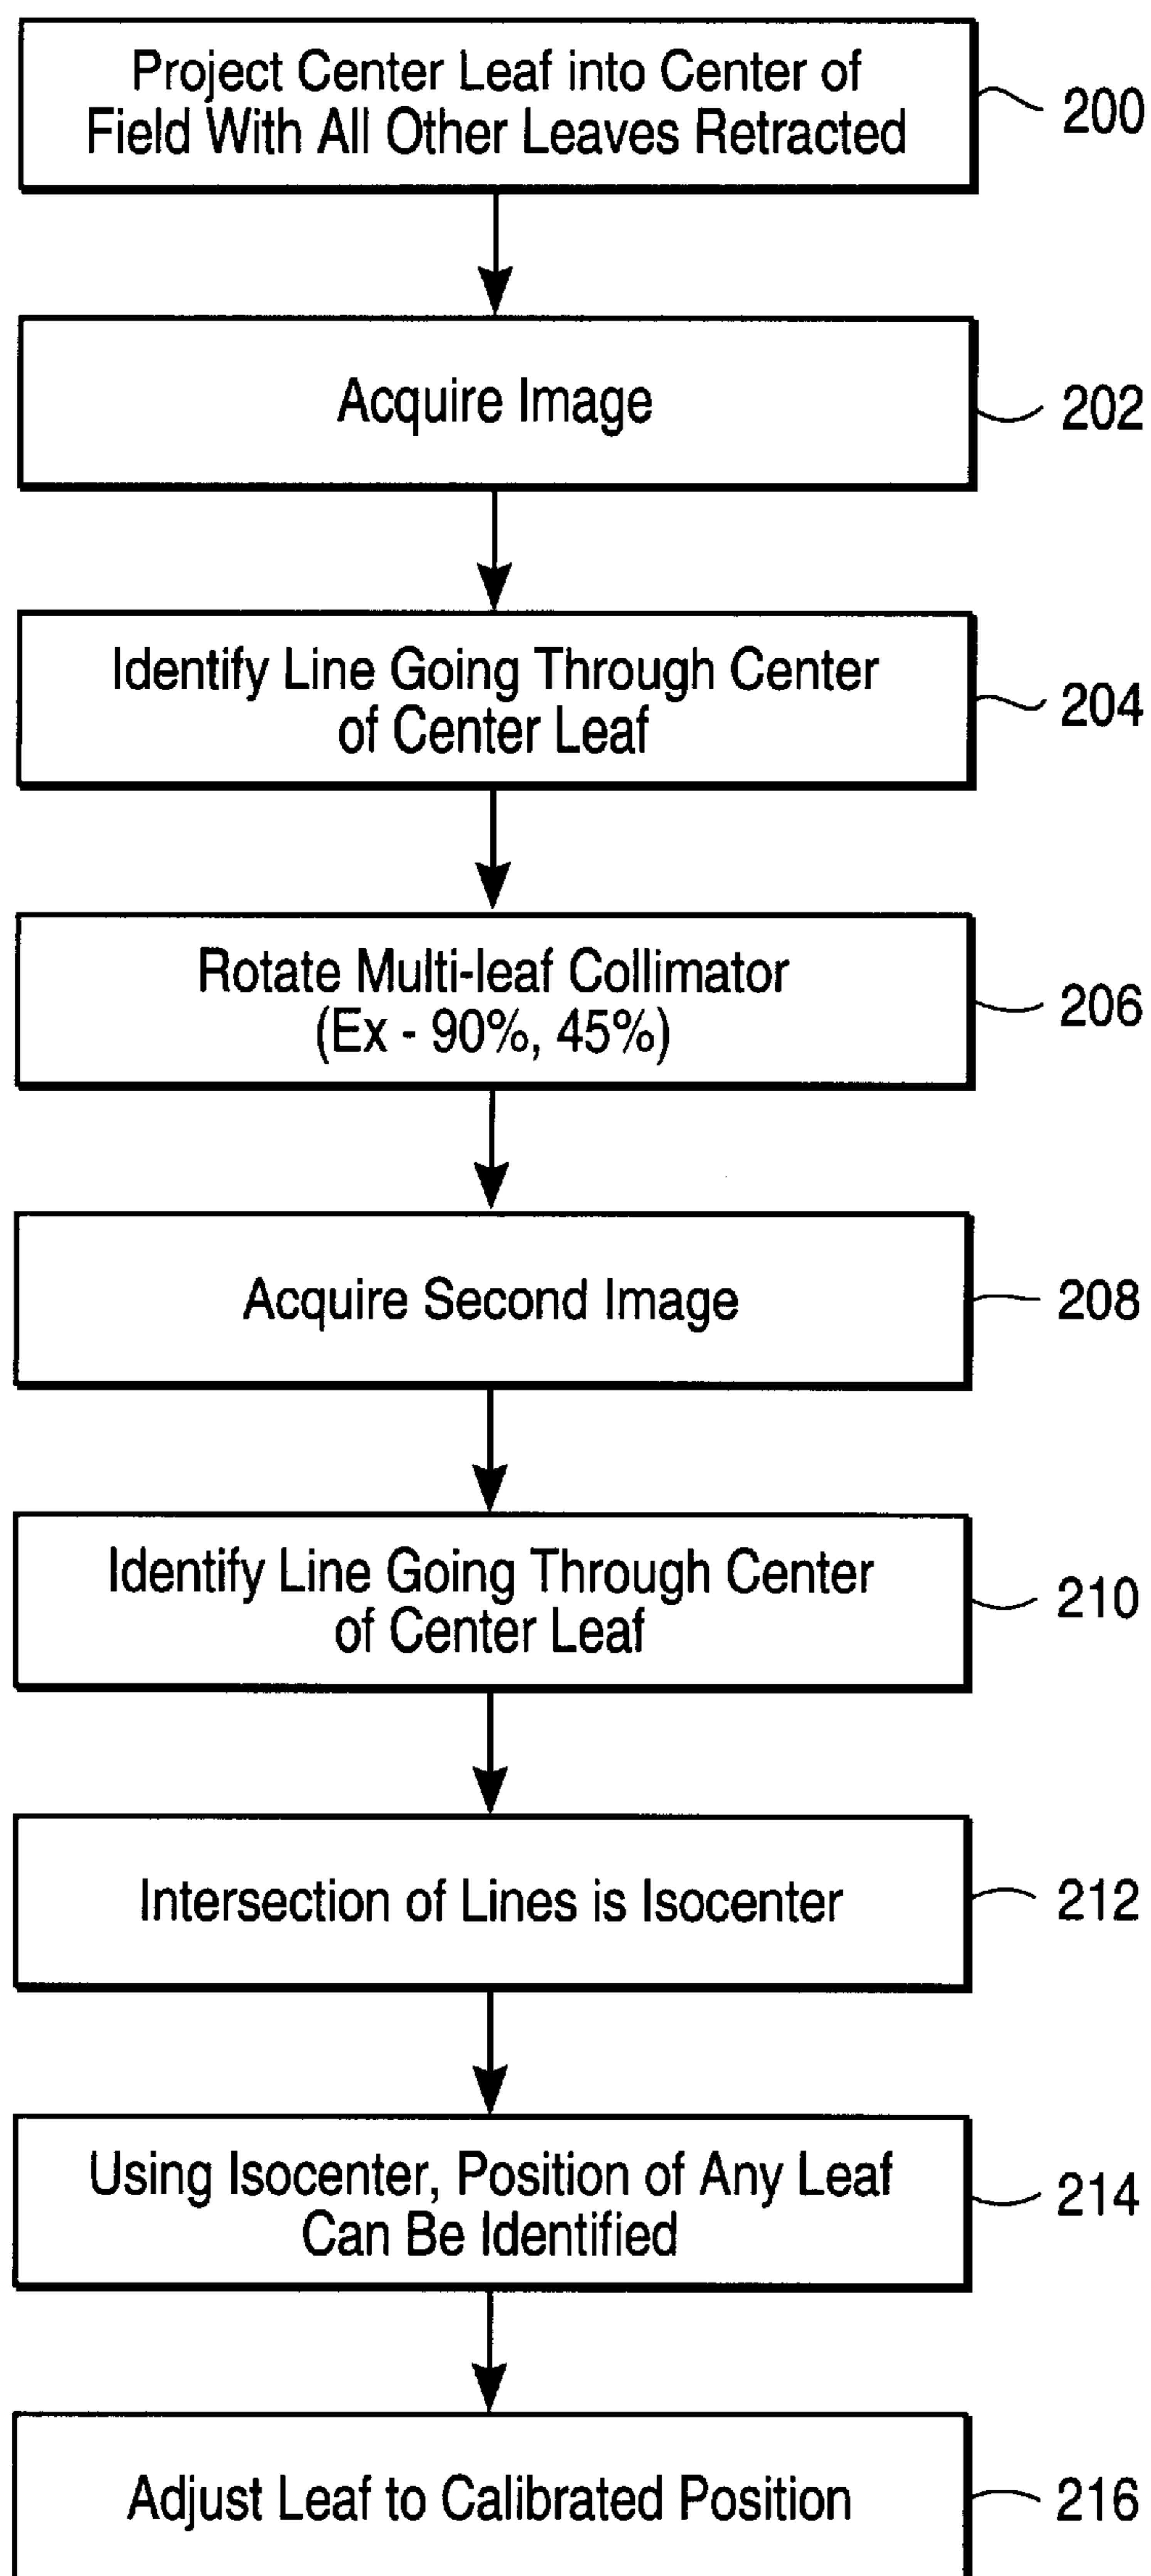 Project Center Leaf into Center of
Field With All Other Leaves Retracted
200
Acquire Image
202
Identify Line Going Through Center
of Center Leaf
204
Rotate Multi-leaf Collimator
(Ex - 90%, 45%)
206
Acquire Second Image
208
Identify Line Going Through Center
of Center Leaf
210
Intersection of Lines is Isocenter
212
Using Isocenter, Position of Any Leaf
Can Be Identified
214
Adjust Leaf to Calibrated Position
216